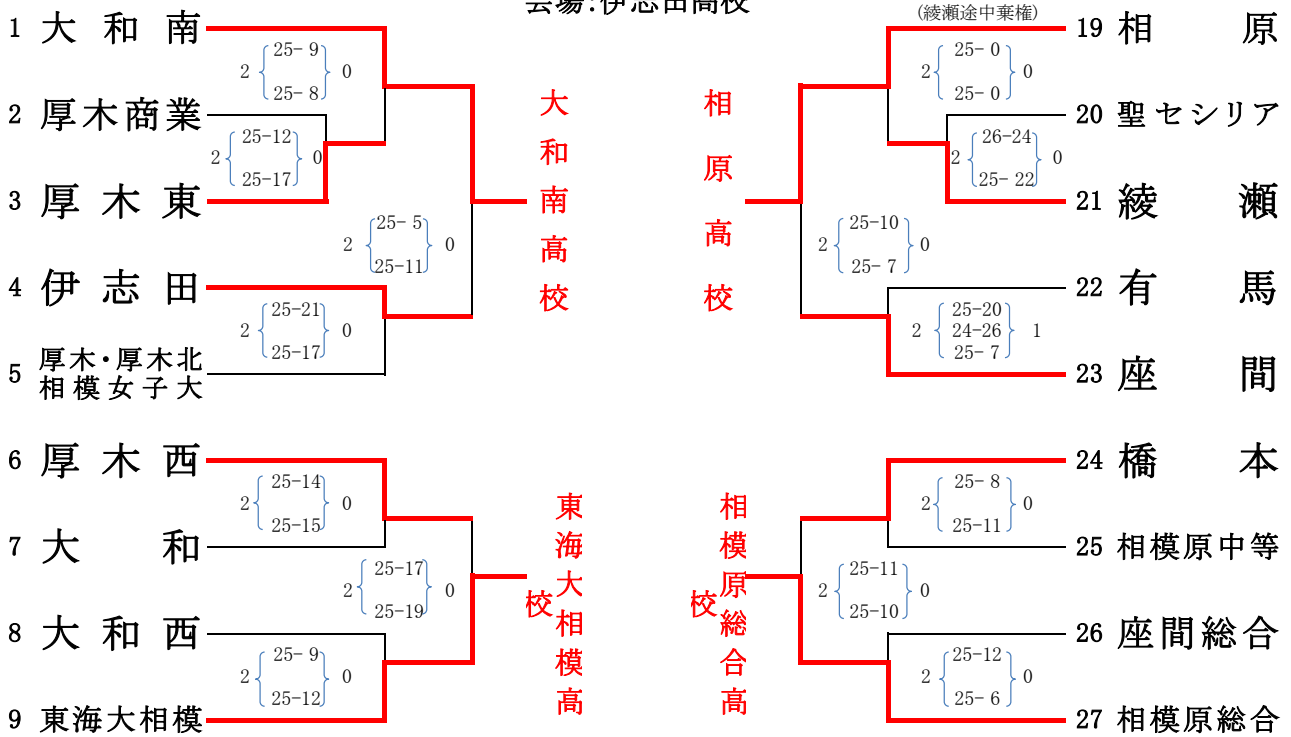 会場:伊志田高校
1 大和南
25- 9
2 0
25- 8
2 厚木商業
25-12
2 0
25-17
3 厚木東
25- 5
2 0
25-11
4 伊志田
25-21
2 0
25-17
5 厚木・厚木北
相模女子大
大和南高校
6 厚木西
25-14
2 0
25-15
7 大和
25-17
2 0
25-19
8 大和西
25- 9
2 0
25-12
9 東海大相模
東海大相模高校
(綾瀬途中棄権)
19 相原
25- 0
2 0
25- 0
20 聖セシリア
26-24
2 0
25- 22
21 綾瀬
25-10
2 0
25- 7
22 有馬
25-20
2 24-26 1
25- 7
23 座間
相原高校
24 橋本
25- 8
2 0
25-11
25 相模原中等
25-11
2 0
25-10
26 座間総合
25-12
2 0
25- 6
27 相模原総合
相模原総合高校